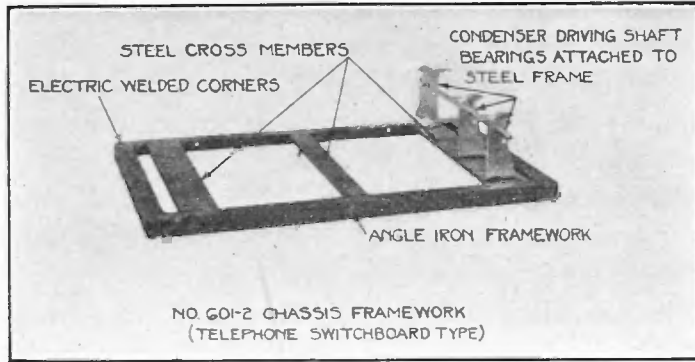 STEEL CROSS MEMBERS
ELECTRIC WELDED CORNERS
CONDENSER DRIVING SHAFT
BEARINGS ATTACHED TO
STEEL FRAME
ANGLE IRON FRAMEWORK
NO. 601-2 CHASSIS FRAMEWORK
(TELEPHONE SWITCHBOARD TYPE)